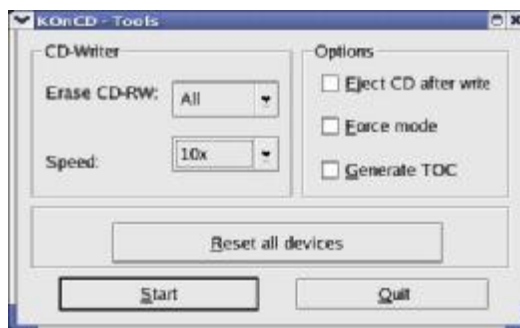 KOnCD - Tools
CD-Writer
Erase CD-RW: All
Speed: 10x
Options
Eject CD after write
Force mode
Generate TOC
Reset all devices
Start Quit